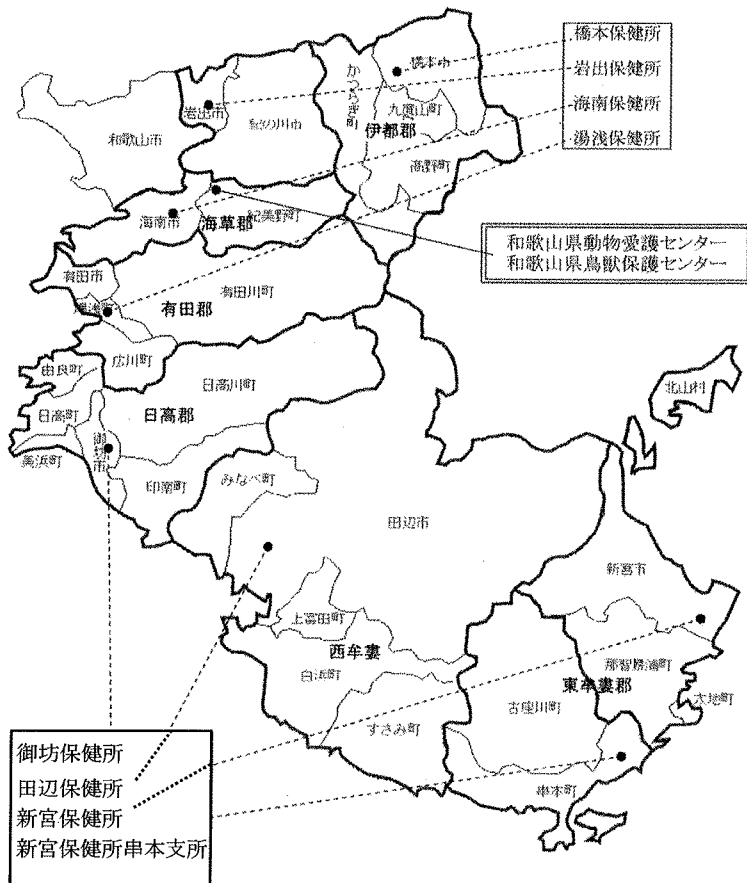 橋本保健所
岩出保健所
海南保健所
湯浅保健所
和歌山県動物愛護センター
和歌山県鳥獣保護センター
橋本市
かつらぎ町
九度山町
伊都郡
高野町
岩出市
紀の川市
和歌山市
海南市
海草郡
紀美野町
有田市
湯浅町
有田郡
有田川町
広川町
由良町
日高川町
日高町
日高郡
御坊市
美浜町
印南町
みなべ町
北山村
田辺市
新宮市
上富田町
西牟婁
白浜町
すさみ町
那智勝浦町
東牟婁郡
太地町
古座川町
串本町
御坊保健所
田辺保健所
新宮保健所
新宮保健所串本支所